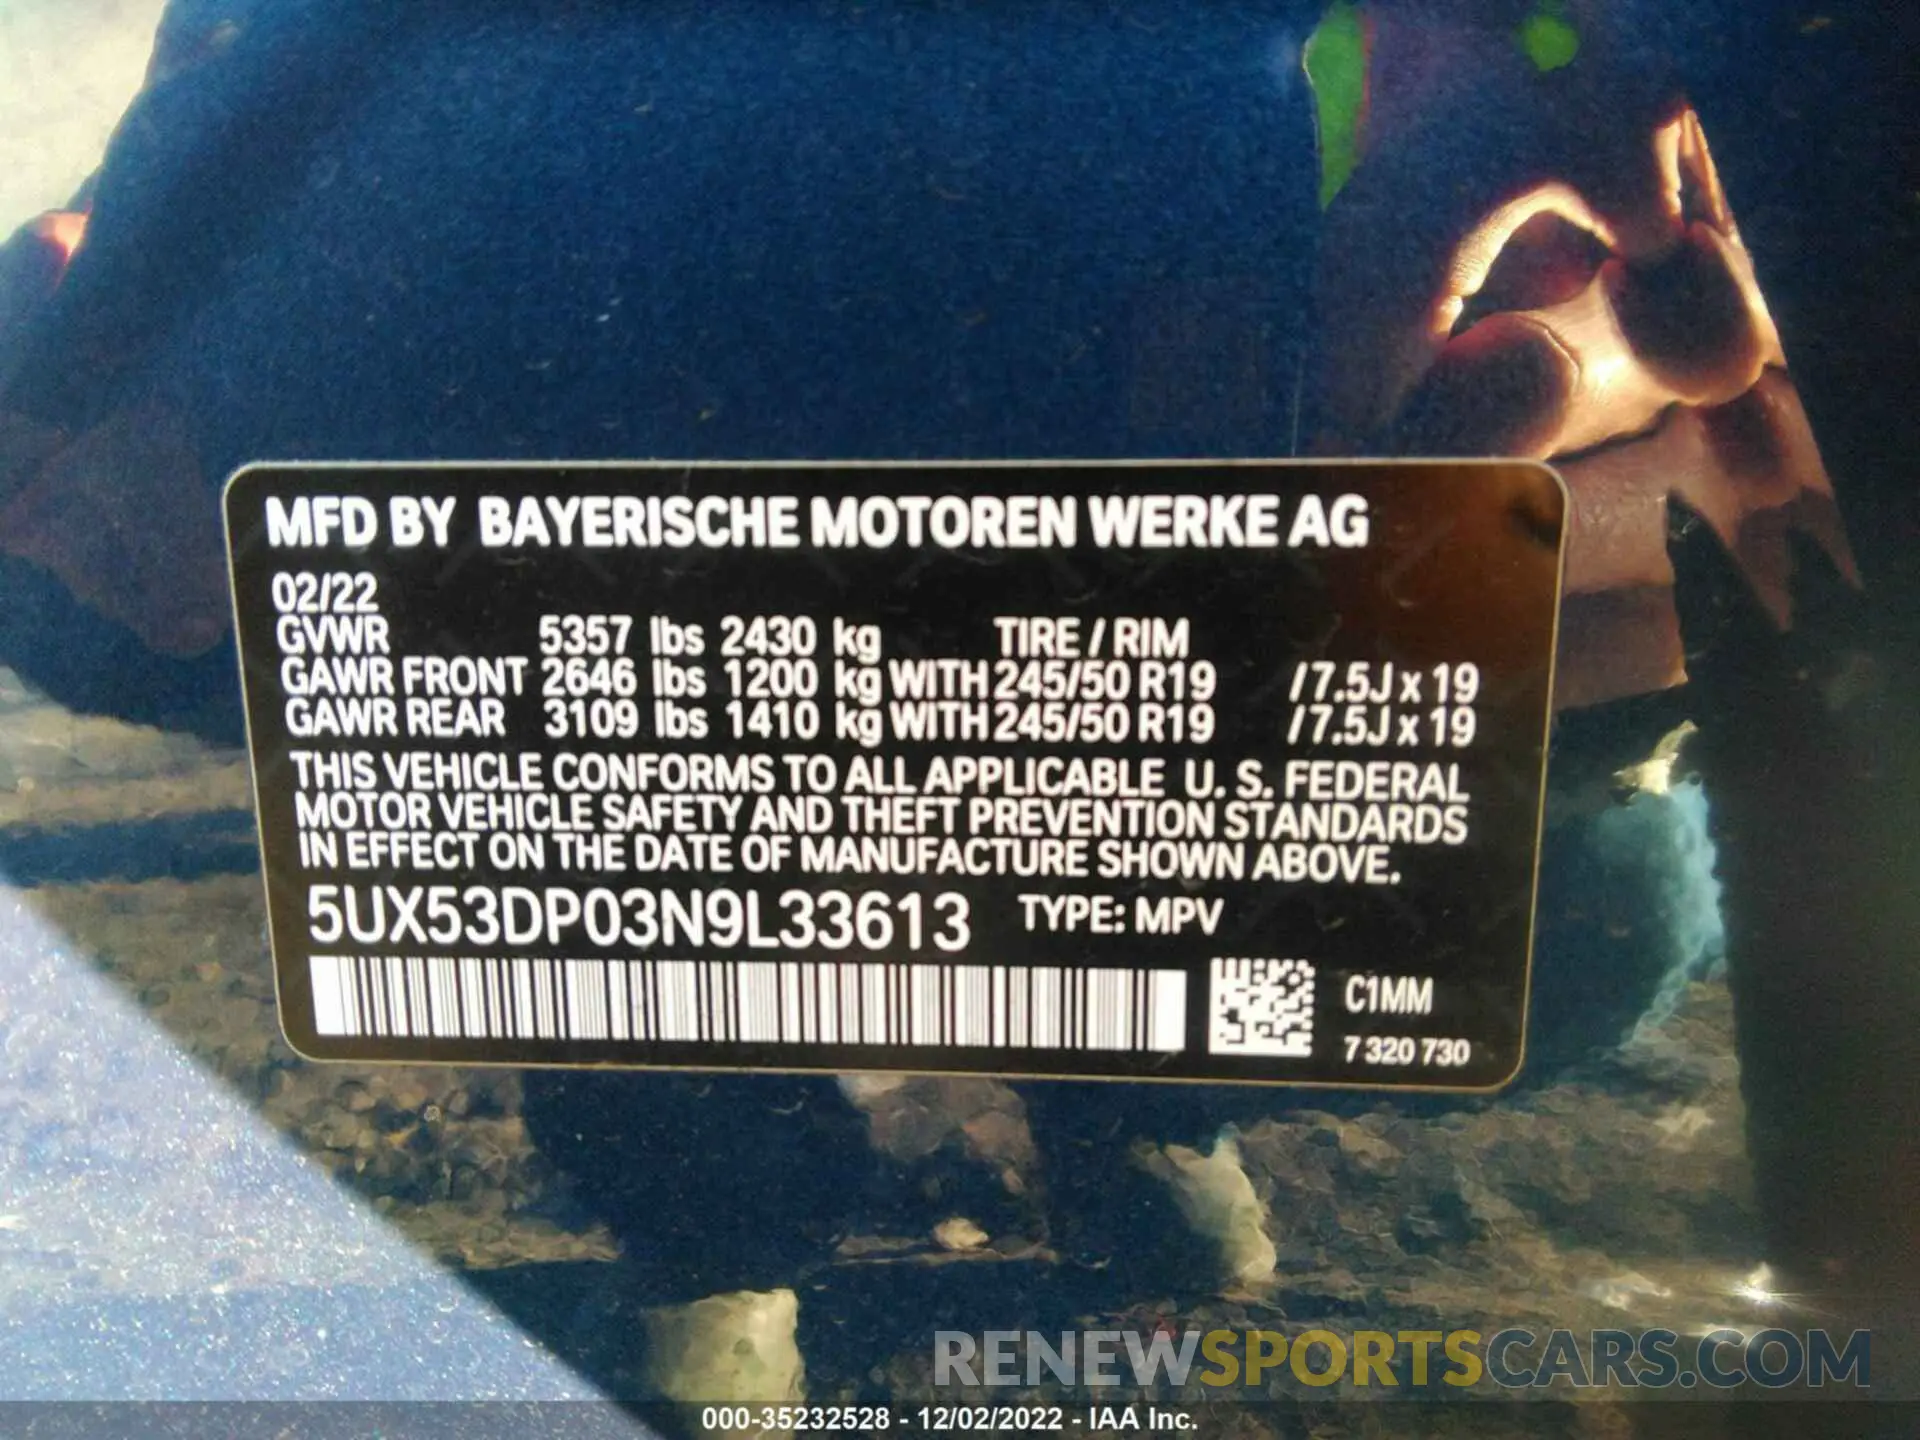 MFD BY BAYERISCHE MOTOREN WERKE AG
02/22
GVWR 5357 lbs 2430 kg TIRE / RIM
GAWR FRONT 2646 lbs 1200 kg WITH 245/50 R19 /7.5J x 19
GAWR REAR 3109 lbs 1410 kg WITH 245/50 R19 /7.5J x 19
THIS VEHICLE CONFORMS TO ALL APPLICABLE U. S. FEDERAL
MOTOR VEHICLE SAFETY AND THEFT PREVENTION STANDARDS
IN EFFECT ON THE DATE OF MANUFACTURE SHOWN ABOVE.
5UX53DP03N9L33613 TYPE: MPV
C1MM
7 320 730
RENEWSPORTSCARS.COM
000-35232528 - 12/02/2022 - IAA Inc.